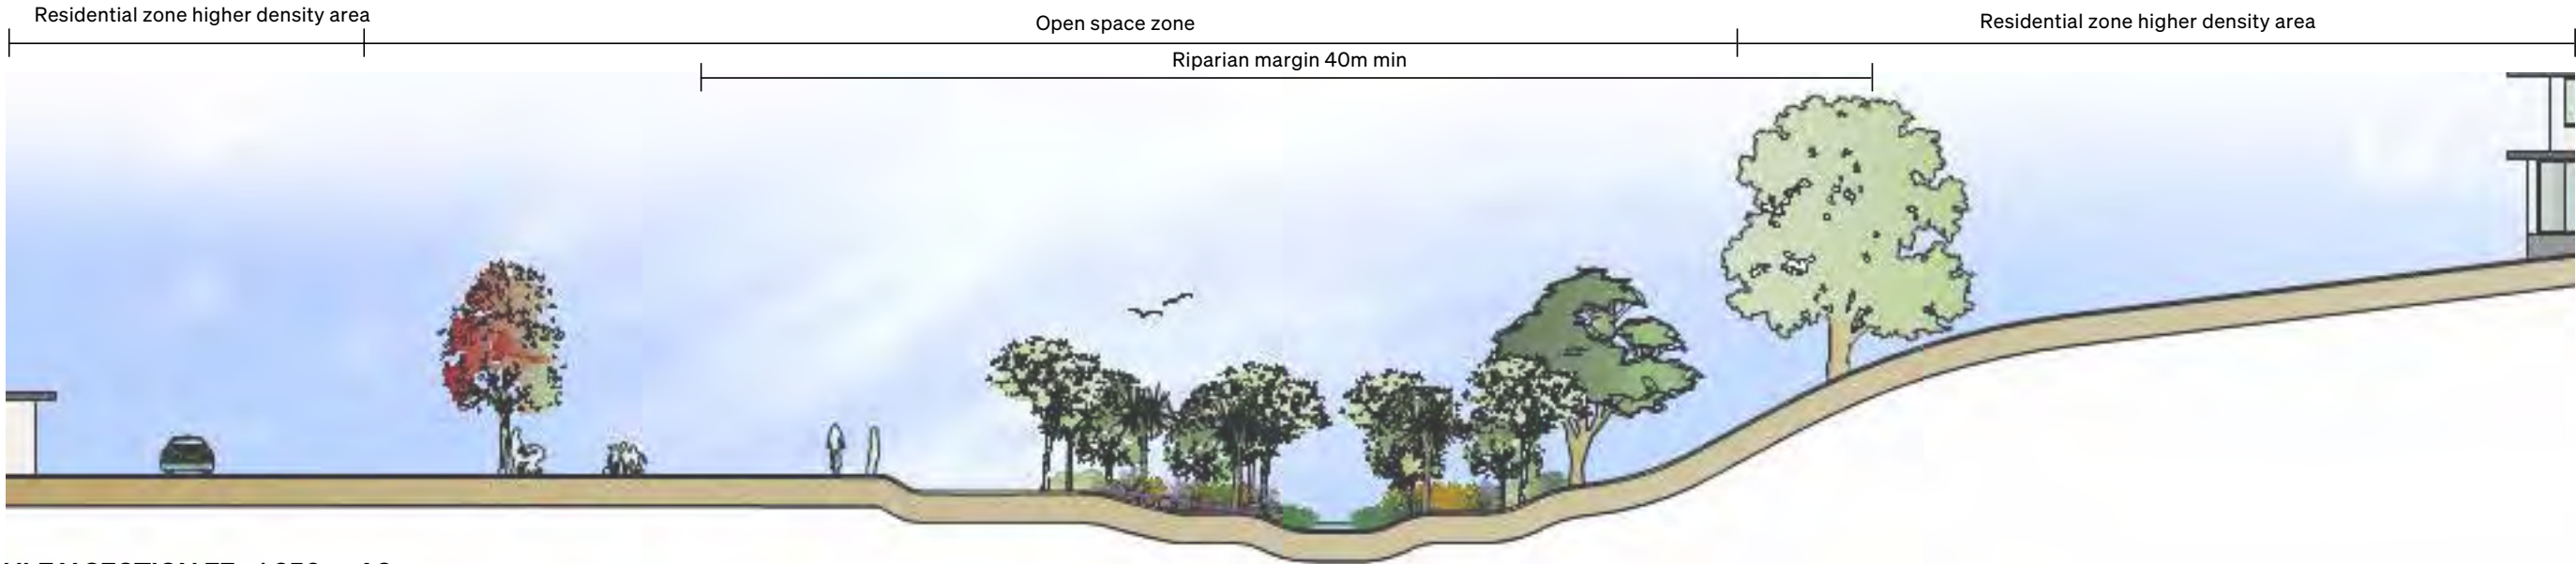 Residential zone higher density area
Open space zone
Residential zone higher density area
Riparian margin 40m min